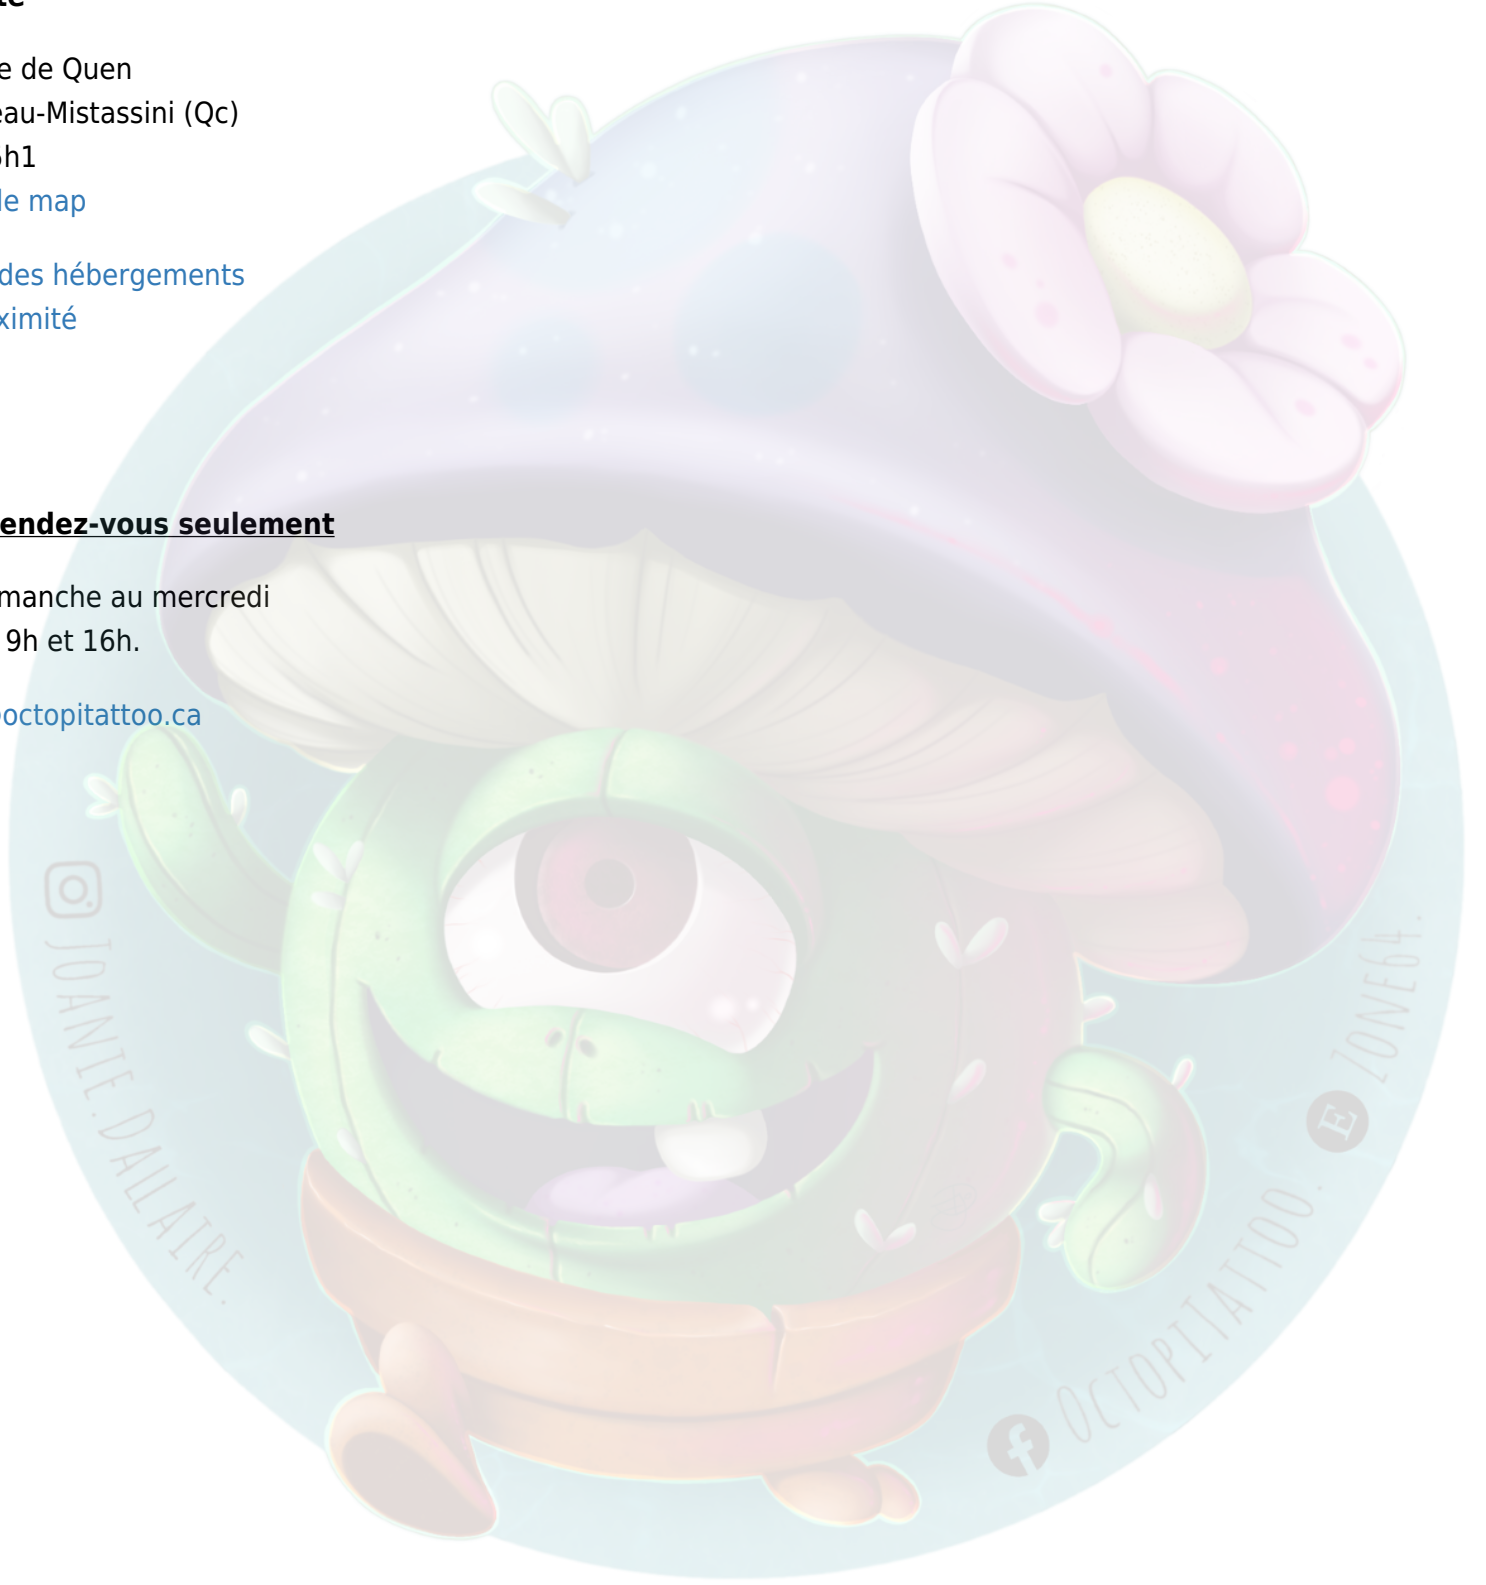 e de Quen
eau-Mistassini (Qc)
h1
le map
des hébergements
ximité
endez-vous seulement
manche au mercredi
9h et 16h.
octopitattoo.ca
JOANIE.DALLAIRE.
OCTOPITATTOO.
E ZONE64.